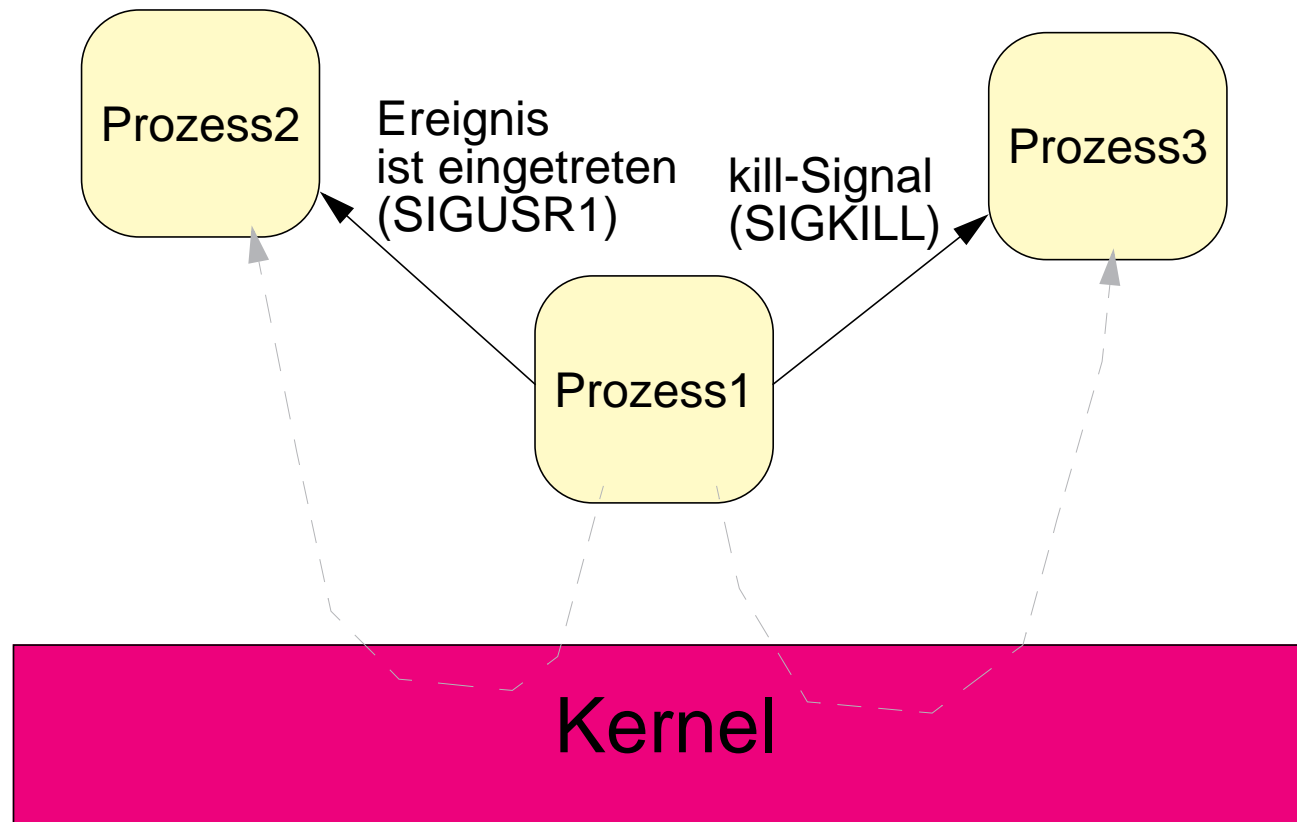 Prozess2
Ereignis
ist eingetreten
(SIGUSR1)
kill-Signal
(SIGKILL)
Prozess3
Prozess1
Kernel